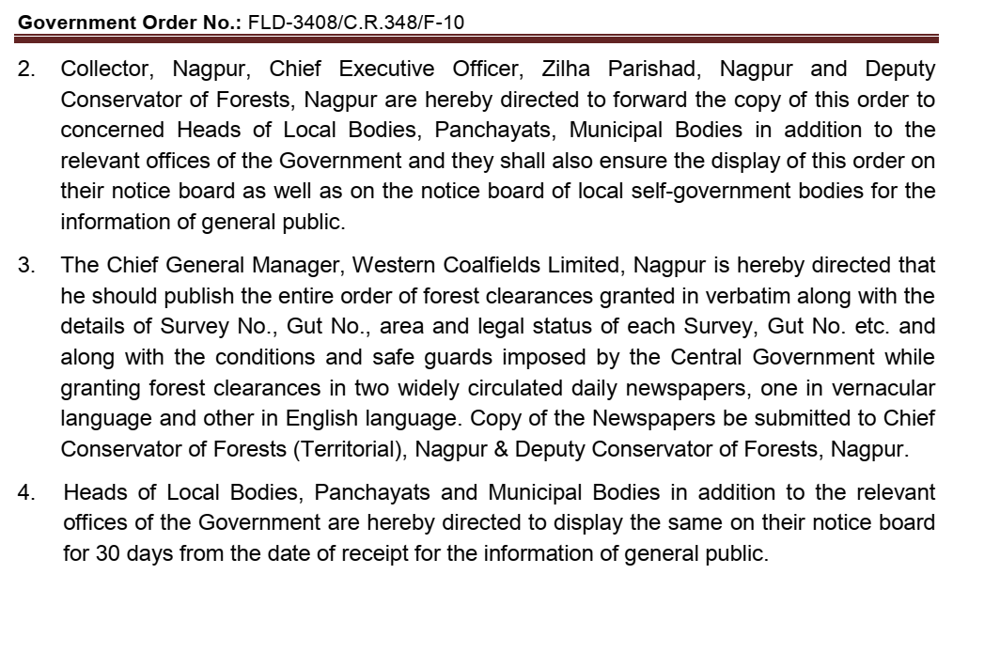 Government Order No.: FLD-3408/C.R.348/F-10
2. Collector, Nagpur, Chief Executive Officer, Zilha Parishad, Nagpur and Deputy
Conservator of Forests, Nagpur are hereby directed to forward the copy of this order to
concerned Heads of Local Bodies, Panchayats, Municipal Bodies in addition to the
relevant offices of the Government and they shall also ensure the display of this order on
their notice board as well as on the notice board of local self-government bodies for the
information of general public.
3. The Chief General Manager, Western Coalfields Limited, Nagpur is hereby directed that
he should publish the entire order of forest clearances granted in verbatim along with the
details of Survey No., Gut No., area and legal status of each Survey, Gut No. etc. and
along with the conditions and safe guards imposed by the Central Government while
granting forest clearances in two widely circulated daily newspapers, one in vernacular
language and other in English language. Copy of the Newspapers be submitted to Chief
Conservator of Forests (Territorial), Nagpur & Deputy Conservator of Forests, Nagpur.
4. Heads of Local Bodies, Panchayats and Municipal Bodies in addition to the relevant
offices of the Government are hereby directed to display the same on their notice board
for 30 days from the date of receipt for the information of general public.